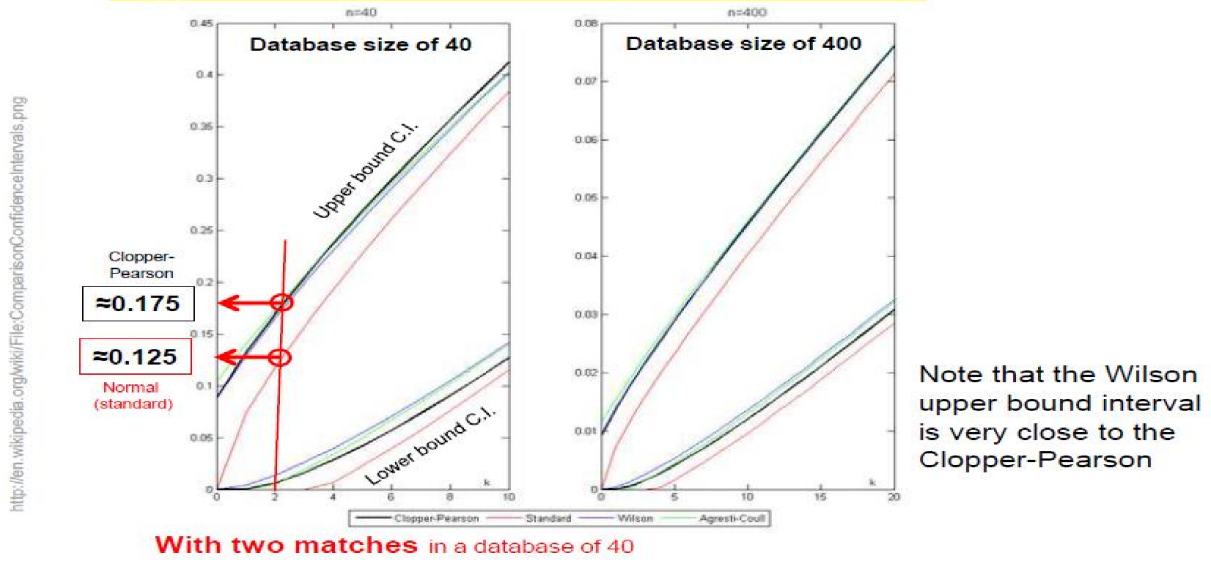 http://en.wikipedia.org/wiki/File:ComparisonConfidenceIntervals.png
n=40
Database size of 40
0.45
0.4
0.35
0.3
0.25
0.2
0.15
0.1
0.05
0
0 2 4 6 8 10
k
Upper bound C.I.
Lower bound C.I.
Clopper-
Pearson
≈0.175
≈0.125
Normal
(standard)
n=400
Database size of 400
0.08
0.07
0.06
0.05
0.04
0.03
0.02
0.01
0
0 5 10 15 20
k
Clopper-Pearson Standard Wilson Agresti-Coull
Note that the Wilson
upper bound interval
is very close to the
Clopper-Pearson
With two matches in a database of 40